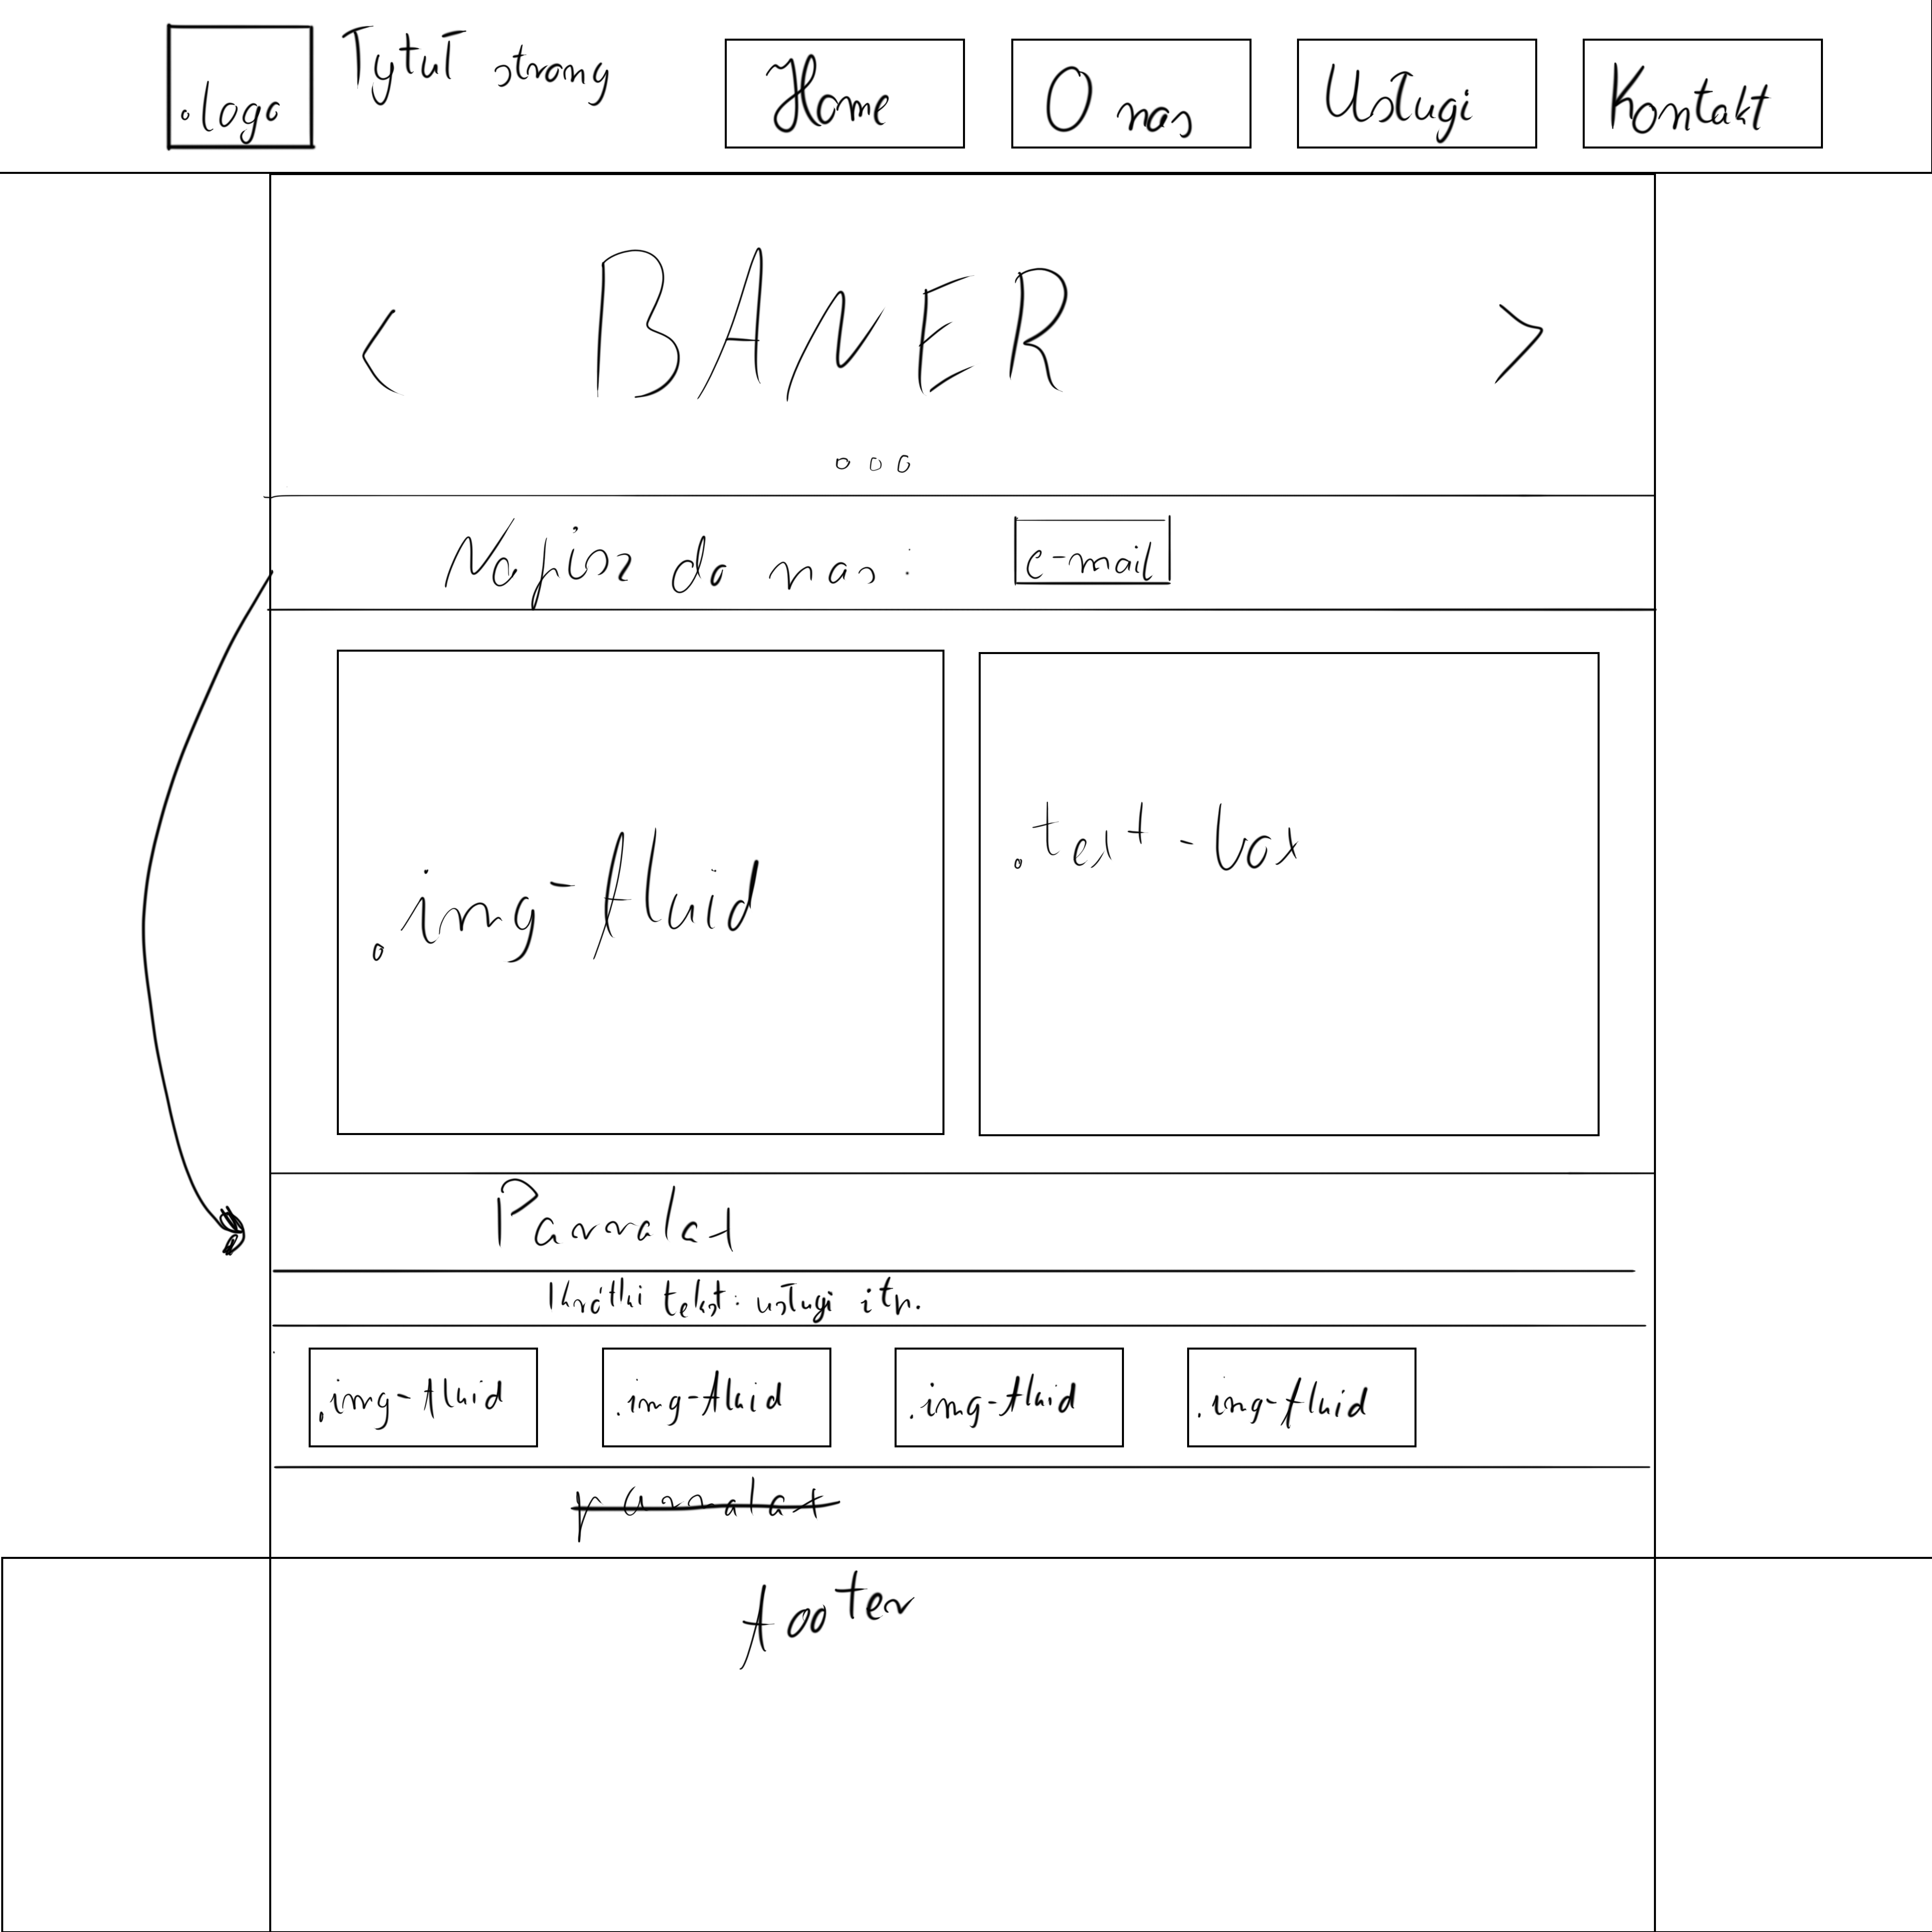 .logo
Tytuł strony
Home
O nas
Usługi
Kontakt
< BANER >
Napisz do nas:
e-mail
.img-fluid
.text-box
Parralax
Krótki tekst: usługi itp.
.img-fluid
.img-fluid
.img-fluid
.img-fluid
parralax
footer